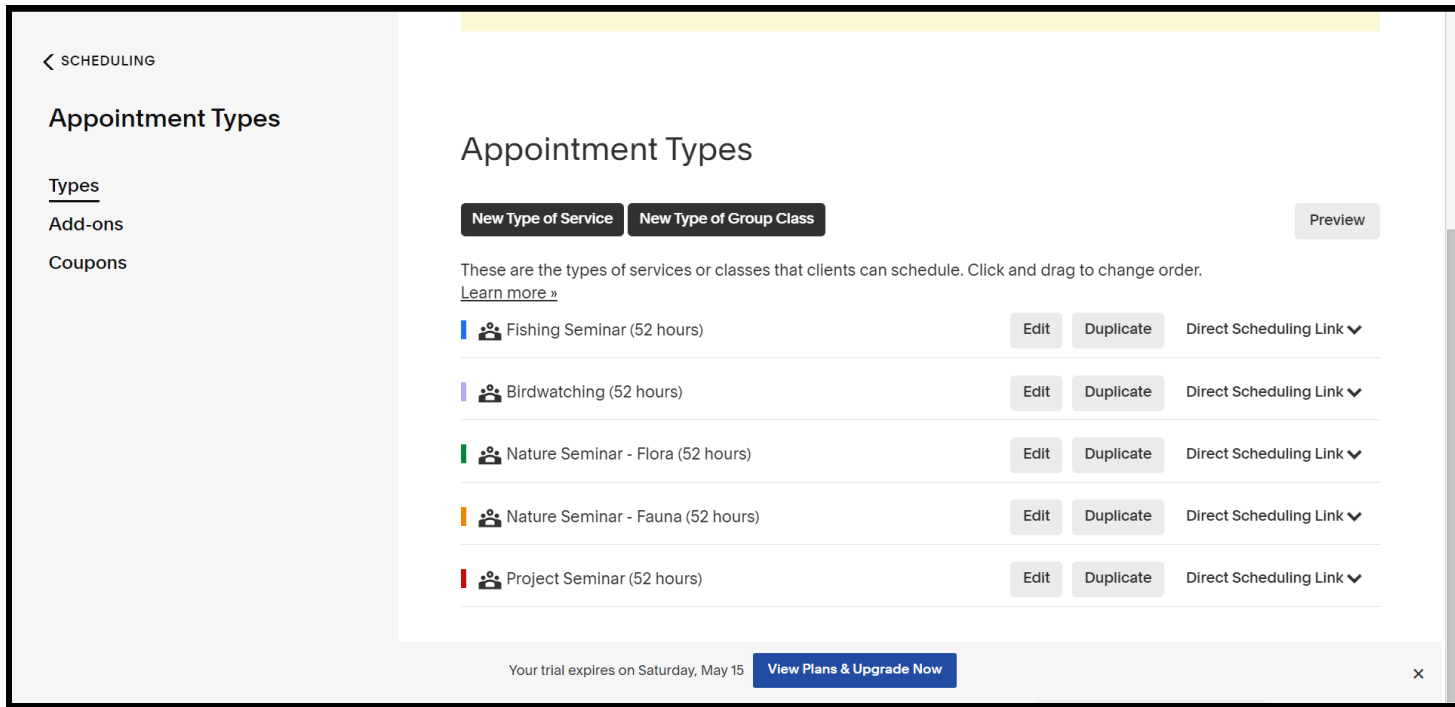 SCHEDULING
Appointment Types
Types
Add-ons
Coupons
Appointment Types
New Type of Service New Type of Group Class Preview
These are the types of services or classes that clients can schedule. Click and drag to change order.
Learn more »
Fishing Seminar (52 hours) Edit Duplicate Direct Scheduling Link
Birdwatching (52 hours) Edit Duplicate Direct Scheduling Link
Nature Seminar - Flora (52 hours) Edit Duplicate Direct Scheduling Link
Nature Seminar - Fauna (52 hours) Edit Duplicate Direct Scheduling Link
Project Seminar (52 hours) Edit Duplicate Direct Scheduling Link
Your trial expires on Saturday, May 15 View Plans & Upgrade Now